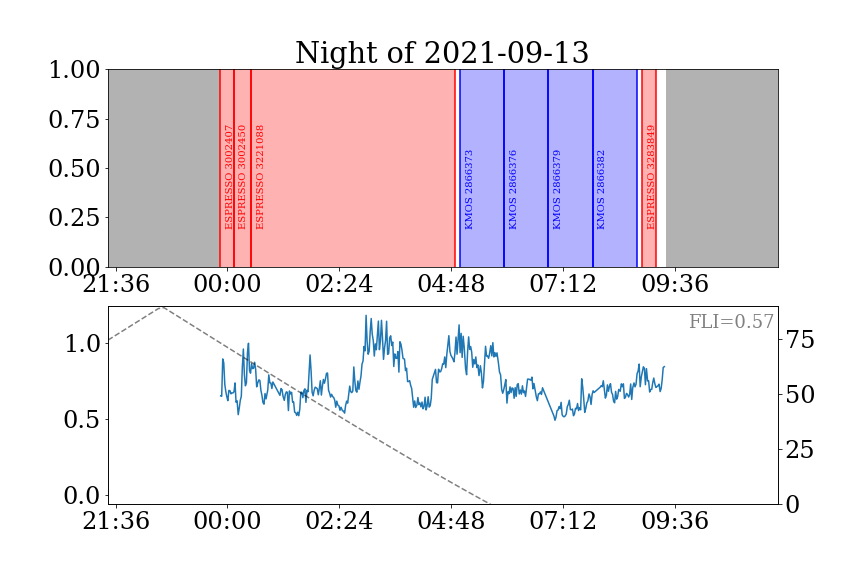 Night of 2021-09-13
1.00
0.75
0.50
0.25
0.00
ESPRESSO 3002407
ESPRESSO 3002450
ESPRESSO 3221088
KMOS 2866373
KMOS 2866376
KMOS 2866379
KMOS 2866382
ESPRESSO 3283849
21:36 00:00 02:24 04:48 07:12 09:36
FLI=0.57
1.0
0.5
0.0
75
50
25
0
21:36 00:00 02:24 04:48 07:12 09:36